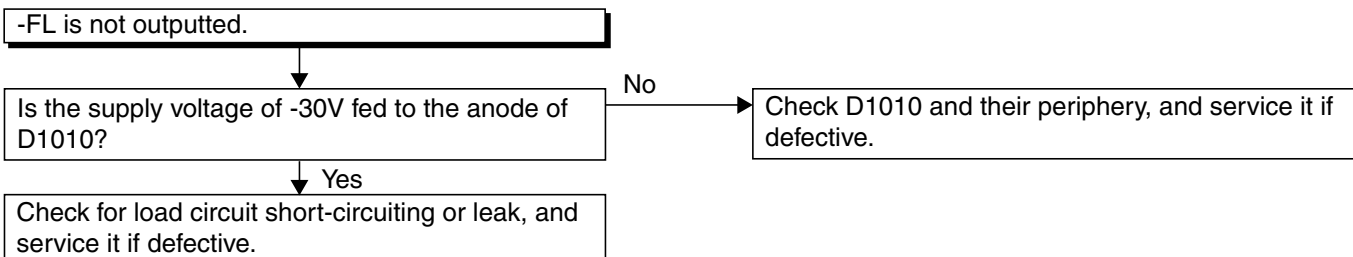 -FL is not outputted.
Is the supply voltage of -30V fed to the anode of
D1010?
No
Check D1010 and their periphery, and service it if
defective.
Yes
Check for load circuit short-circuiting or leak, and
service it if defective.